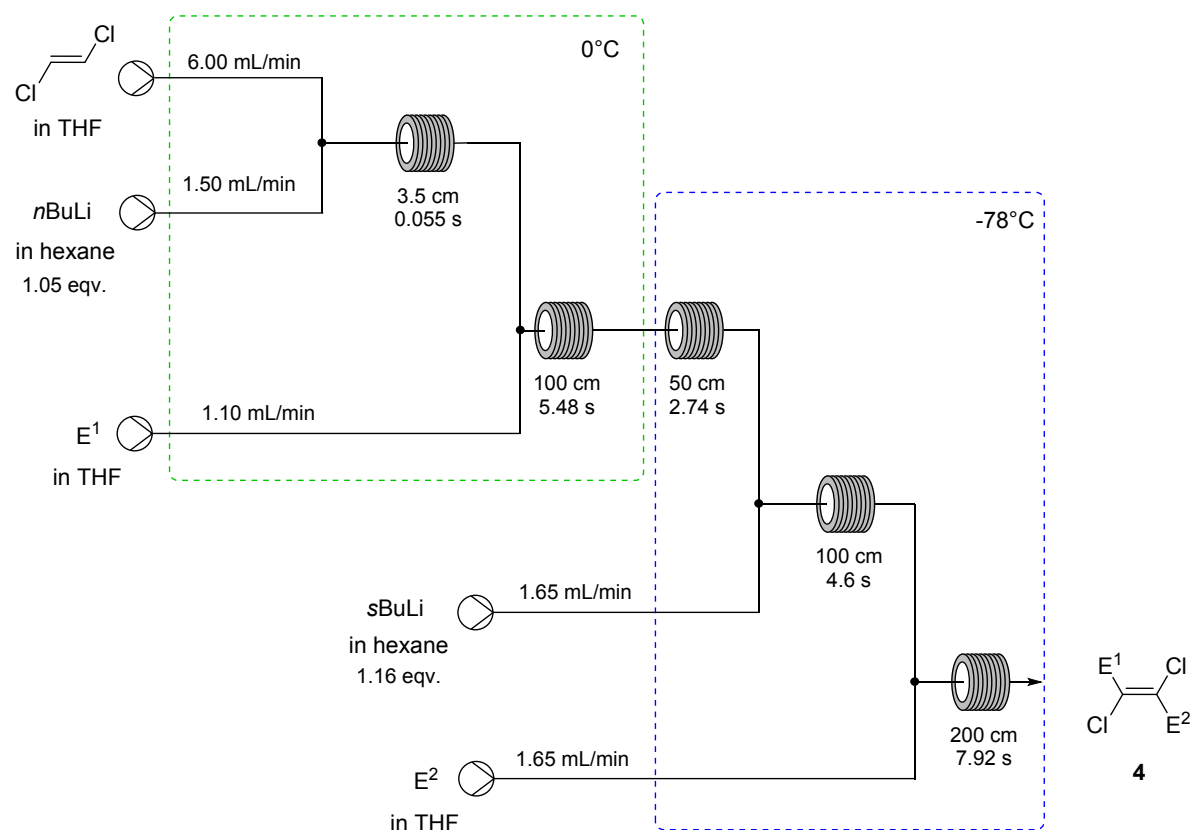 Cl
Cl
in THF
6.00 mL/min
0°C
nBuLi
in hexane
1.05 eqv.
1.50 mL/min
3.5 cm
0.055 s
-78°C
E1
in THF
1.10 mL/min
100 cm
5.48 s
50 cm
2.74 s
sBuLi
in hexane
1.16 eqv.
1.65 mL/min
100 cm
4.6 s
E2
in THF
1.65 mL/min
200 cm
7.92 s
E1 Cl
Cl E2
4